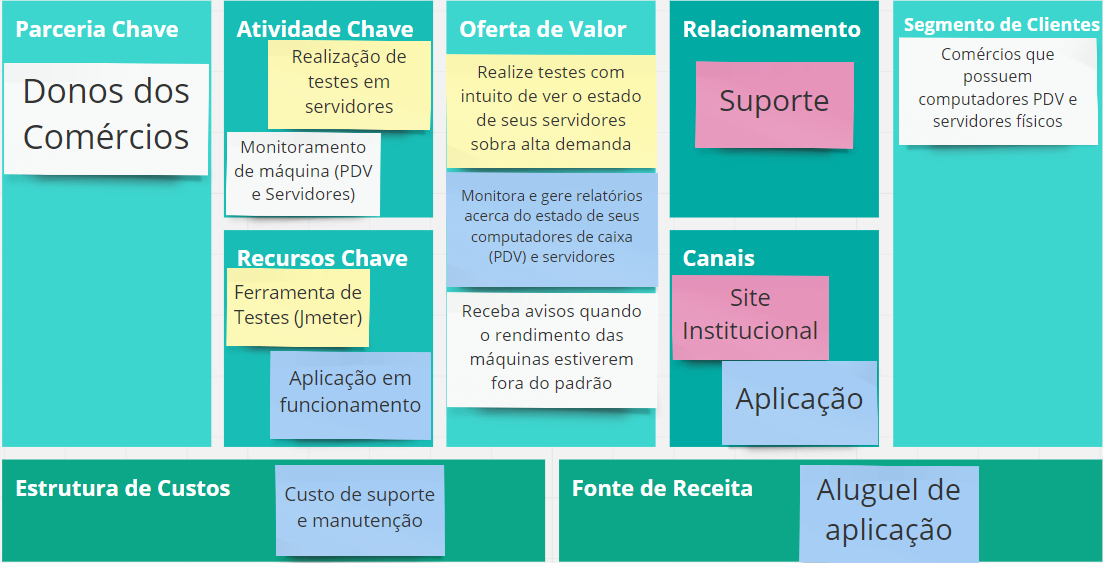 Parceria Chave
Donos dos
Comércios
Atividade Chave
Realização de
testes em
servidores
Monitoramento
de máquina (PDV
e Servidores)
Recursos Chave
Ferramenta de
Testes (Jmeter)
Aplicação em
funcionamento
Oferta de Valor
Realize testes com
intuito de ver o estado
de seus servidores
sobra alta demanda
Monitora e gere relatórios
acerca do estado de seus
computadores de caixa
(PDV) e servidores
Receba avisos quando
o rendimento das
máquinas estiverem
fora do padrão
Relacionamento
Suporte
Canais
Site
Institucional
Aplicação
Segmento de Clientes
Comércios que
possuem
computadores PDV e
servidores físicos
Estrutura de Custos
Custo de suporte
e manutenção
Fonte de Receita
Aluguel de
aplicação